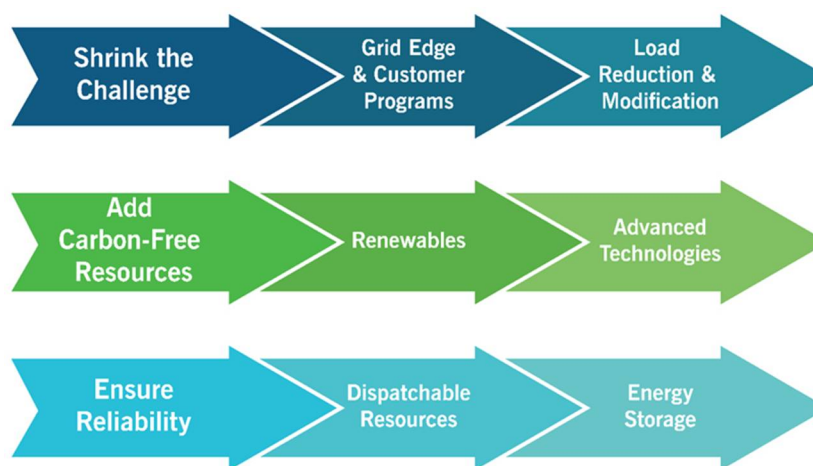 Shrink the
Challenge
Grid Edge
& Customer
Programs
Load
Reduction &
Modification
Add
Carbon-Free
Resources
Renewables
Advanced
Technologies
Ensure
Reliability
Dispatchable
Resources
Energy
Storage